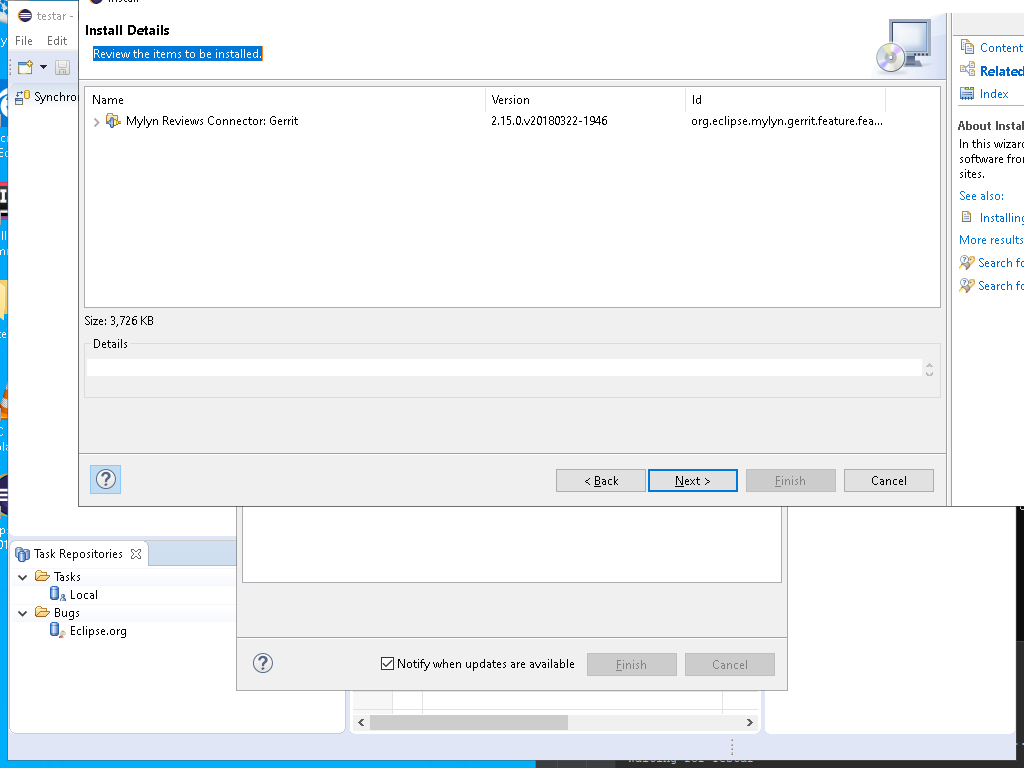 testar -
Install
File Edit
Install Details
Review the items to be installed.
Synchro
Name Version Id
Mylyn Reviews Connector: Gerrit 2.15.0.v20180322-1946 org.eclipse.mylyn.gerrit.feature.fea...
Size: 3,726 KB
Details
< Back Next > Finish Cancel
Content
Related
Index
About Instal
In this wizar
software from
sites.
See also:
Installing
More results
Search fo
Search fo
Task Repositories
Tasks
Local
Bugs
Eclipse.org
Notify when updates are available Finish Cancel